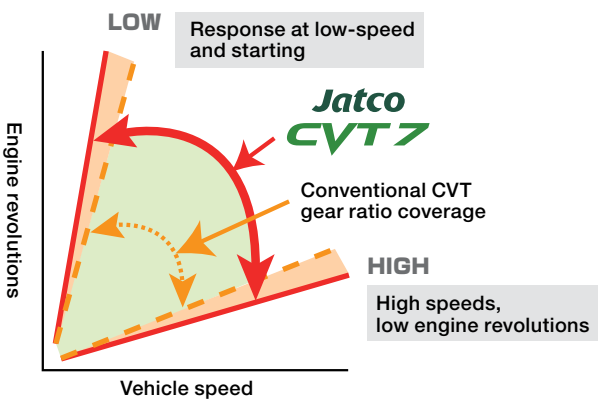 LOW
Response at low-speed
and starting
Jatco
CVT7
Conventional CVT
gear ratio coverage
Engine revolutions
HIGH
High speeds,
low engine revolutions
Vehicle speed